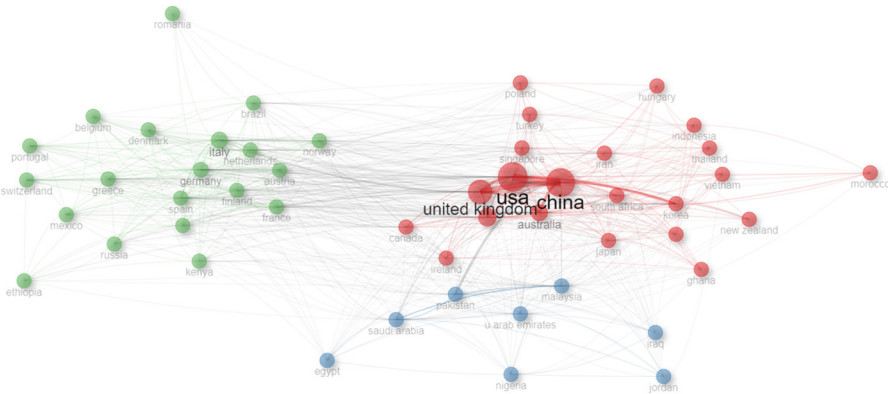 romania
brazil
belgium
denmark
italy
netherlands
norway
portugal
germany
austria
switzerland
greece
spain
finland
france
mexico
russia
kenya
ethiopia
poland
hungary
turkey
indonesia
singapore
iran
thailand
vietnam
morocco
usa
china
united kingdom
south africa
korea
australia
canada
new zealand
japan
ireland
ghana
malaysia
pakistan
saudi arabia
u arab emirates
iraq
egypt
nigeria
jordan